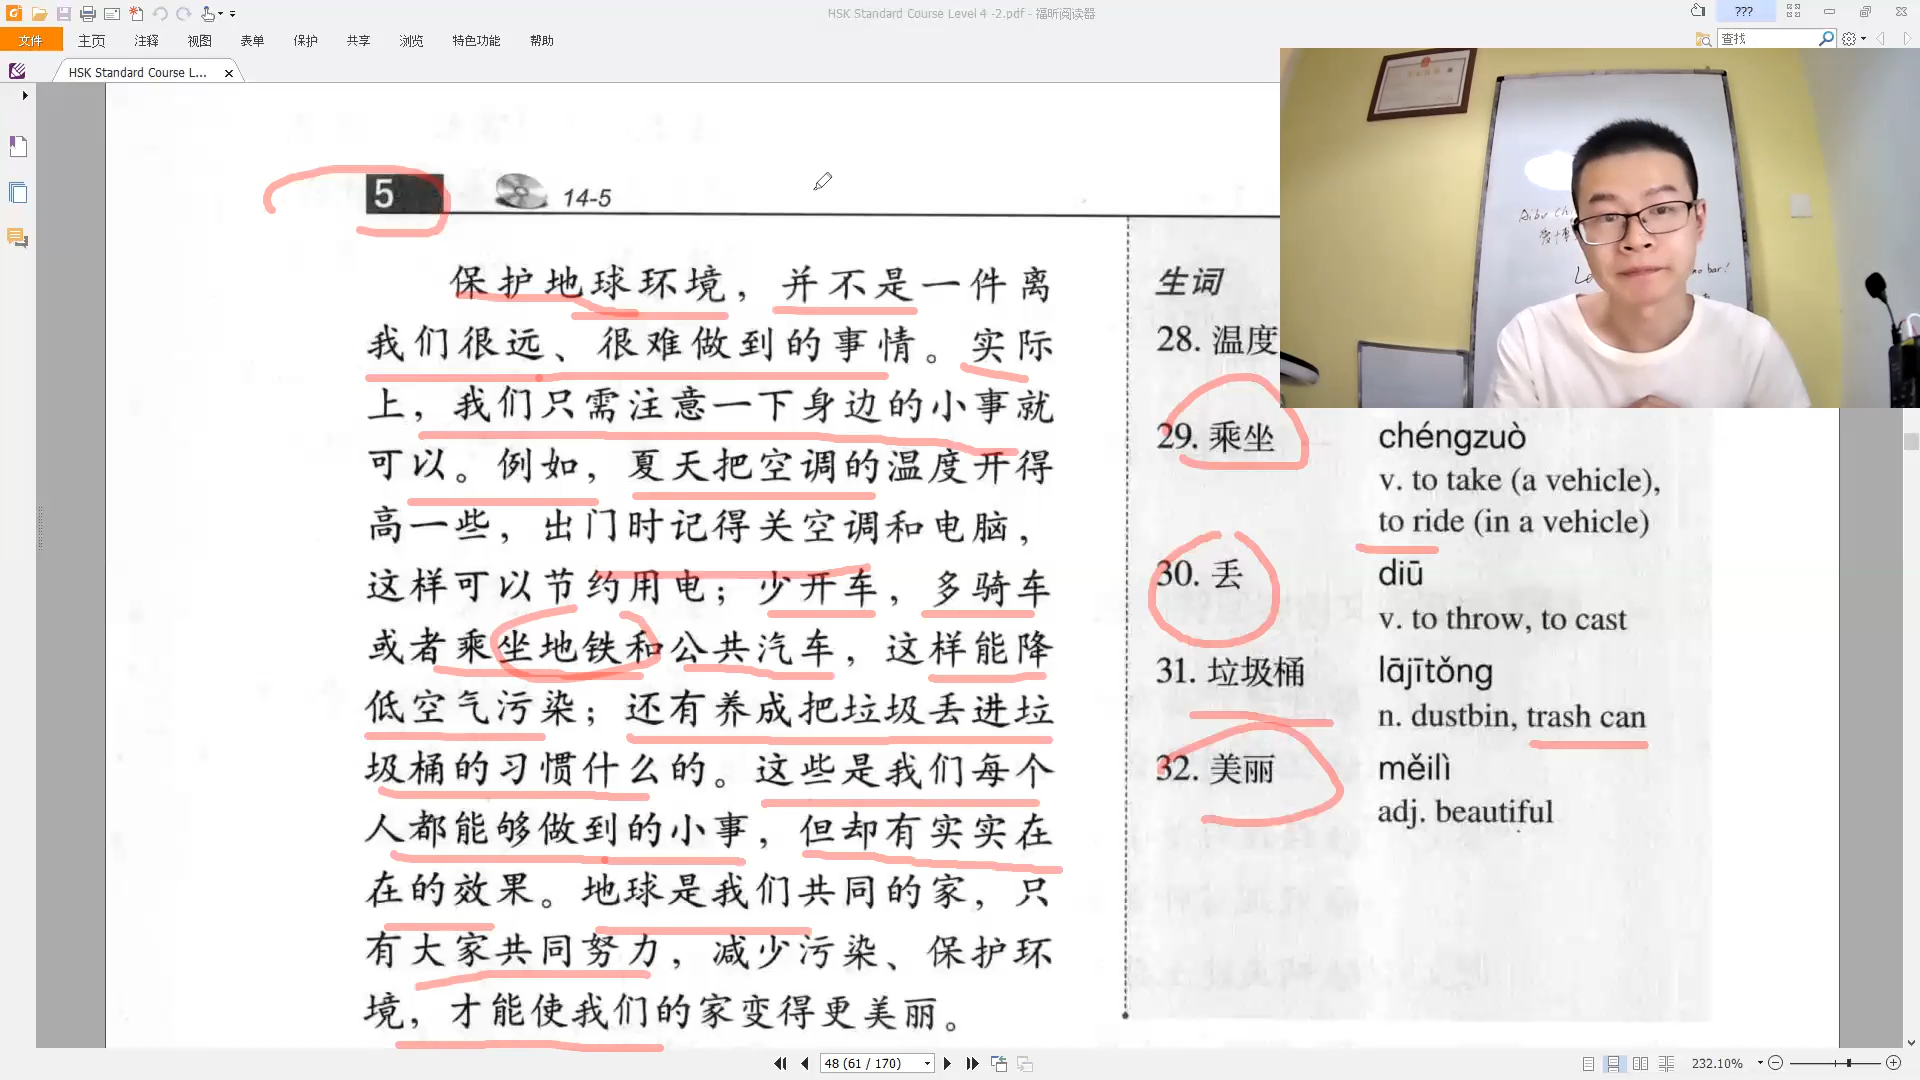 HSK Standard Course Level 4 -2.pdf - 福昕阅读器
???
文件 主页 注释 视图 表单 保护 共享 浏览 特色功能 帮助
查找
HSK Standard Course L...
5 14-5
保护地球环境，并不是一件离
我们很远、很难做到的事情。实际
上，我们只需注意一下身边的小事就
可以。例如，夏天把空调的温度开得
高一些，出门时记得关空调和电脑，
这样可以节约用电；少开车，多骑车
或者乘坐地铁和公共汽车，这样能降
低空气污染；还有养成把垃圾丢进垃
圾桶的习惯什么的。这些是我们每个
人都能够做到的小事，但却有实实在
在的效果。地球是我们共同的家，只
有大家共同努力，减少污染、保护环
境，才能使我们的家变得更美丽。
生词
28. 温度
29. 乘坐 chéngzuò
v. to take (a vehicle),
to ride (in a vehicle)
30. 丢 diū
v. to throw, to cast
31. 垃圾桶 lājītǒng
n. dustbin, trash can
32. 美丽 měilì
adj. beautiful
48 (61 / 170)
232.10%